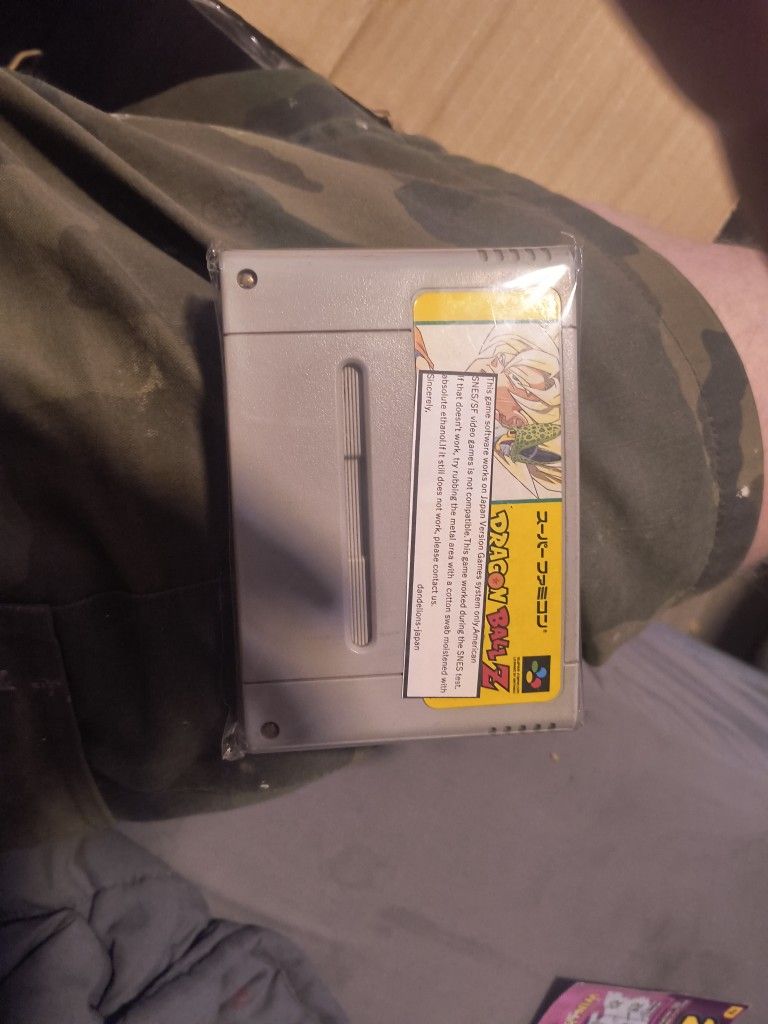 スーパーファミコン®
DRAGON BALL Z
This game software works on Japan Version Games system only,American
SNES/SF video games is not compatible.This game worked during the SNES test.
If that doesn't work, try rubbing the metal area with a cotton swab moistened with
absolute ethanol.If it still does not work, please contact us.
Sincerely,
dandelions-japan